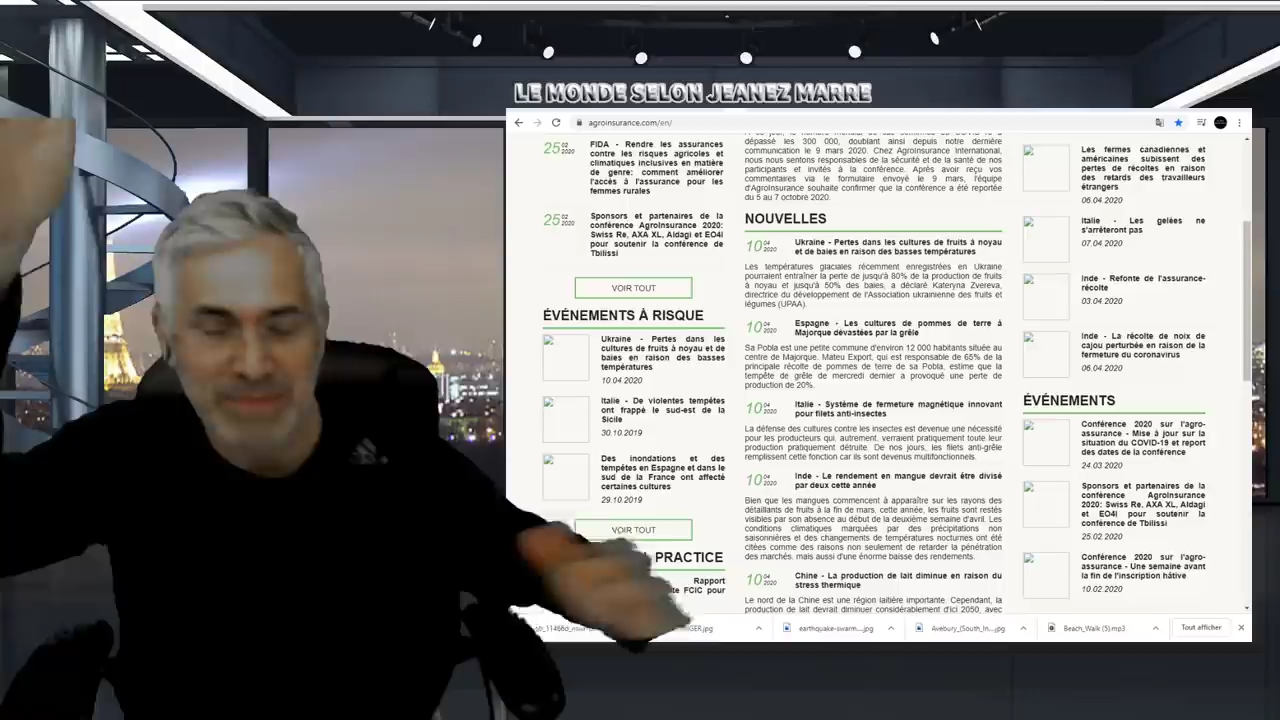 LE MONDE SELON JEANEZ MARRE
agroinsurance.com/en/
25 02 2020
FIDA - Rendre les assurances
contre les risques agricoles et
climatiques inclusives en matière
de genre: comment améliorer
l'accès à l'assurance pour les
femmes rurales
25 02 2020
Sponsors et partenaires de la
conférence AgroInsurance 2020:
Swiss Re, AXA XL, Aldagi et EO4I
pour soutenir la conférence de
Tbilissi
VOIR TOUT
ÉVÉNEMENTS À RISQUE
Ukraine - Pertes dans les
cultures de fruits à noyau et de
baies en raison des basses
températures
10.04.2020
Italie - De violentes tempêtes
ont frappé le sud-est de la
Sicile
30.10.2019
Des inondations et des
tempêtes en Espagne et dans le
sud de la France ont affecté
certaines cultures
29.10.2019
VOIR TOUT
PRACTICE
Rapport
FCIC pour
dépassé les 300 000, doublant ainsi depuis notre dernière
communication le 9 mars 2020. Chez AgroInsurance International,
nous nous sentons responsables de la sécurité et de la santé de nos
participants et invités à la conférence. Après avoir reçu vos
commentaires via le formulaire envoyé le 9 mars, l'équipe
d'AgroInsurance souhaite confirmer que la conférence a été reportée
du 5 au 7 octobre 2020.
NOUVELLES
10 04 2020
Ukraine - Pertes dans les cultures de fruits à noyau
et de baies en raison des basses températures
Les températures glaciales récemment enregistrées en Ukraine
pourraient entraîner la perte de jusqu'à 80% de la production de fruits
à noyau et jusqu'à 50% des baies, a déclaré Kateryna Zvereva,
directrice du développement de l'Association ukrainienne des fruits et
légumes (UPAA).
10 04 2020
Espagne - Les cultures de pommes de terre à
Majorque dévastées par la grêle
Sa Pobla est une petite commune d'environ 12 000 habitants située au
centre de Majorque. Mateu Export, qui est responsable de 65% de la
principale récolte de pommes de terre de sa Pobla, estime que la
tempête de grêle de mercredi dernier a provoqué une perte de
production de 20%.
10 04 2020
Italie - Système de fermeture magnétique innovant
pour filets anti-insectes
La défense des cultures contre les insectes est devenue une nécessité
pour les producteurs qui, autrement, verraient pratiquement toute leur
production pratiquement détruite. De nos jours, les filets anti-grêle
remplissent cette fonction car ils sont devenus multifonctionnels.
10 04 2020
Inde - Le rendement en mangue devrait être divisé
par deux cette année
Bien que les mangues commencent à apparaître sur les rayons des
détaillants de fruits à la fin de mars, cette année, les fruits sont restés
visibles par son absence au début de la deuxième semaine d'avril. Les
conditions climatiques marquées par des précipitations non
saisonnières et des changements de températures nocturnes ont été
citées comme des raisons non seulement de retarder la pénétration
des marchés, mais aussi d'une énorme baisse des rendements.
10 04 2020
Chine - La production de lait diminue en raison du
stress thermique
Le nord de la Chine est une région laitière importante. Cependant, la
production de lait devrait diminuer considérablement d'ici 2050, avec
Les fermes canadiennes et
américaines subissent des
pertes de récoltes en raison
des retards des travailleurs
étrangers
06.04.2020
Italie - Les gelées ne
s'arrêteront pas
07.04.2020
Inde - Refonte de l'assurance-
récolte
03.04.2020
Inde - La récolte de noix de
cajou perturbée en raison de la
fermeture du coronavirus
06.04.2020
ÉVÉNEMENTS
Conférence 2020 sur l'agro-
assurance - Mise à jour sur la
situation du COVID-19 et report
des dates de la conférence
24.03.2020
Sponsors et partenaires de la
conférence AgroInsurance
2020: Swiss Re, AXA XL, Aldagi
et EO4I pour soutenir la
conférence de Tbilissi
25.02.2020
Conférence 2020 sur l'agro-
assurance - Une semaine avant
la fin de l'inscription hâtive
10.02.2020
earthquake-swarm....jpg
Avebury_(South_In....jpg
Beach_Walk (5).mp3
Tout afficher